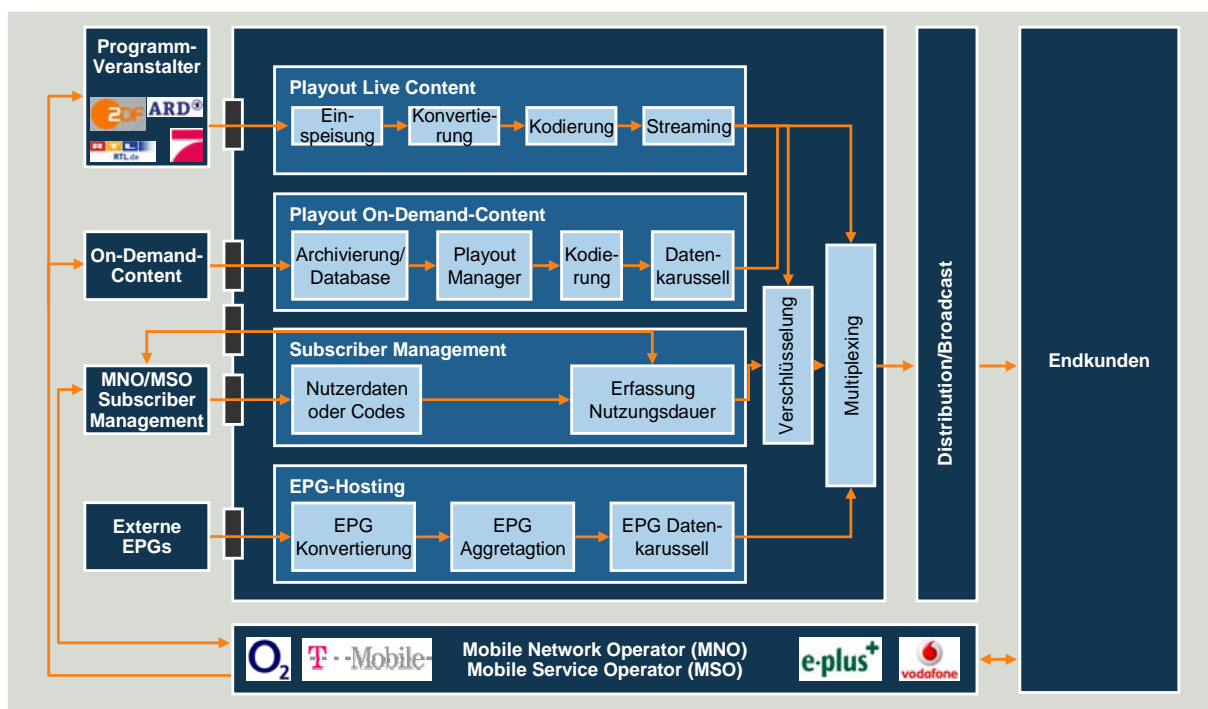 Programm-
Veranstalter
ZDF
ARD
RTL
RTL.de
Playout Live Content
Ein-
speisung
Konvertie-
rung
Kodierung
Streaming
Playout On-Demand-Content
On-Demand-
Content
Archivierung/
Database
Playout
Manager
Kodie-
rung
Daten-
karussell
Subscriber Management
MNO/MSO
Subscriber
Management
Nutzerdaten
oder Codes
Erfassung
Nutzungsdauer
EPG-Hosting
Externe
EPGs
EPG
Konvertierung
EPG
Aggretagtion
EPG Daten-
karussell
Verschlüsselung
Multiplexing
Distribution/Broadcast
Endkunden
O2
T-Mobile
Mobile Network Operator (MNO)
Mobile Service Operator (MSO)
e-plus+
vodafone